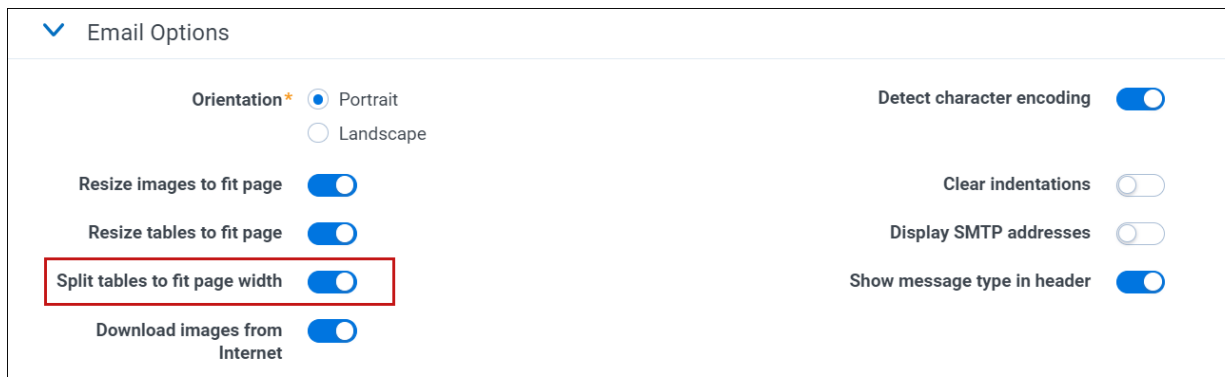 Email Options
Orientation*
Portrait
Landscape
Detect character encoding
Resize images to fit page
Clear indentations
Resize tables to fit page
Display SMTP addresses
Split tables to fit page width
Show message type in header
Download images from
Internet